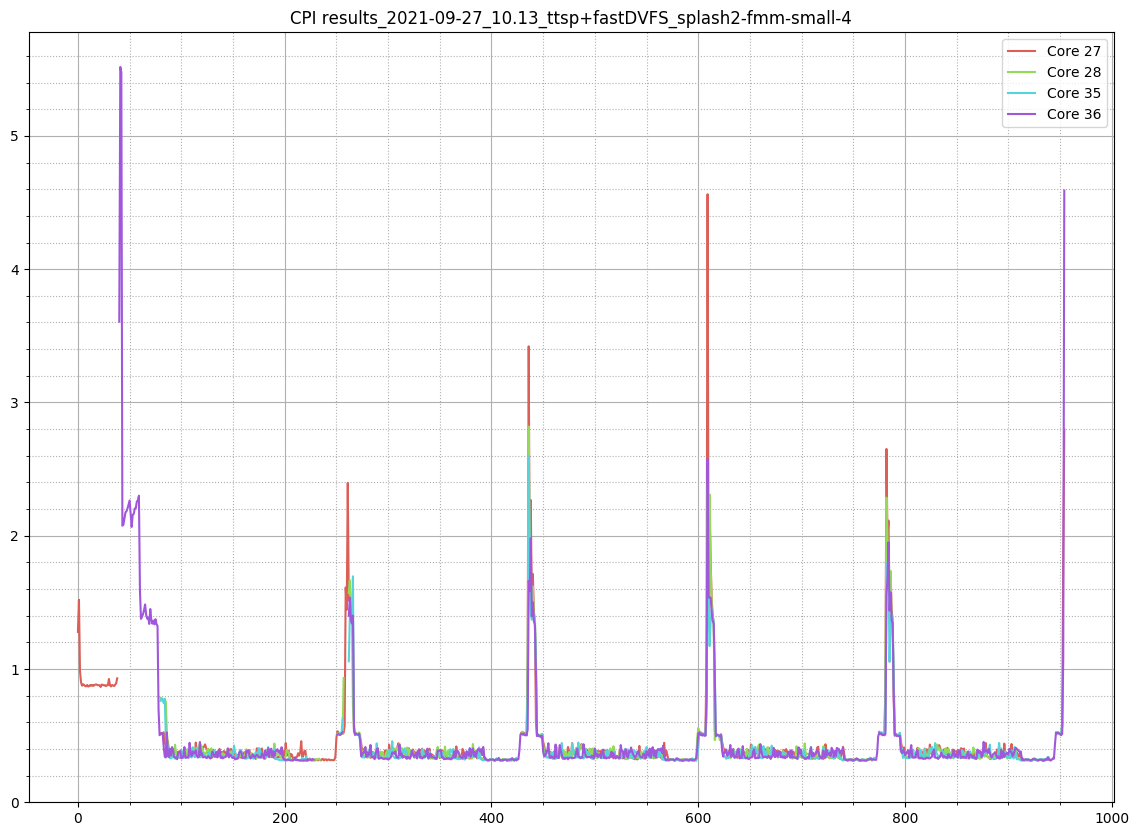 CPI results_2021-09-27_10.13_ttsp+fastDVFS_splash2-fmm-small-4
Core 27
Core 28
Core 35
Core 36
5
4
3
2
1
0
0 200 400 600 800 1000